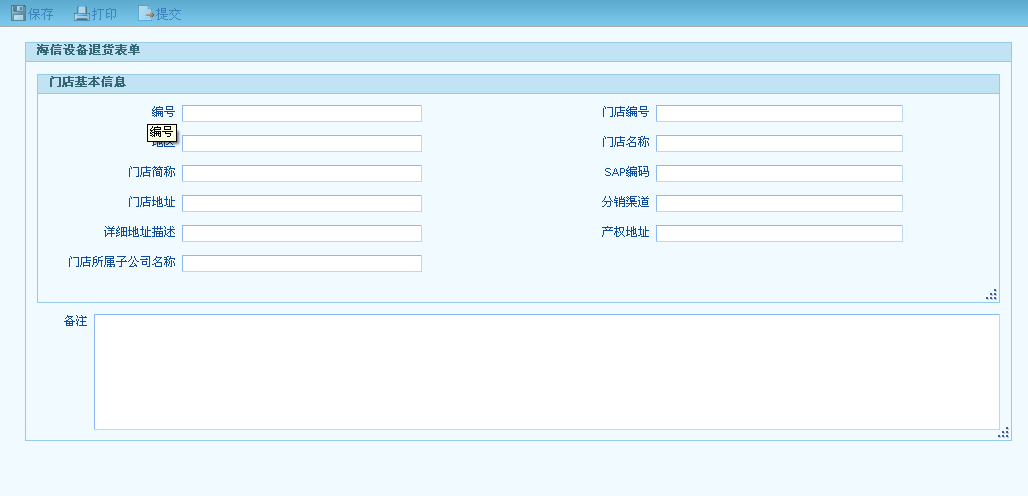 保存 打印 提交
海信设备退货表单
门店基本信息
编号 门店编号
编号
地区 门店名称
门店简称 SAP编码
门店地址 分销渠道
详细地址描述 产权地址
门店所属子公司名称
备注